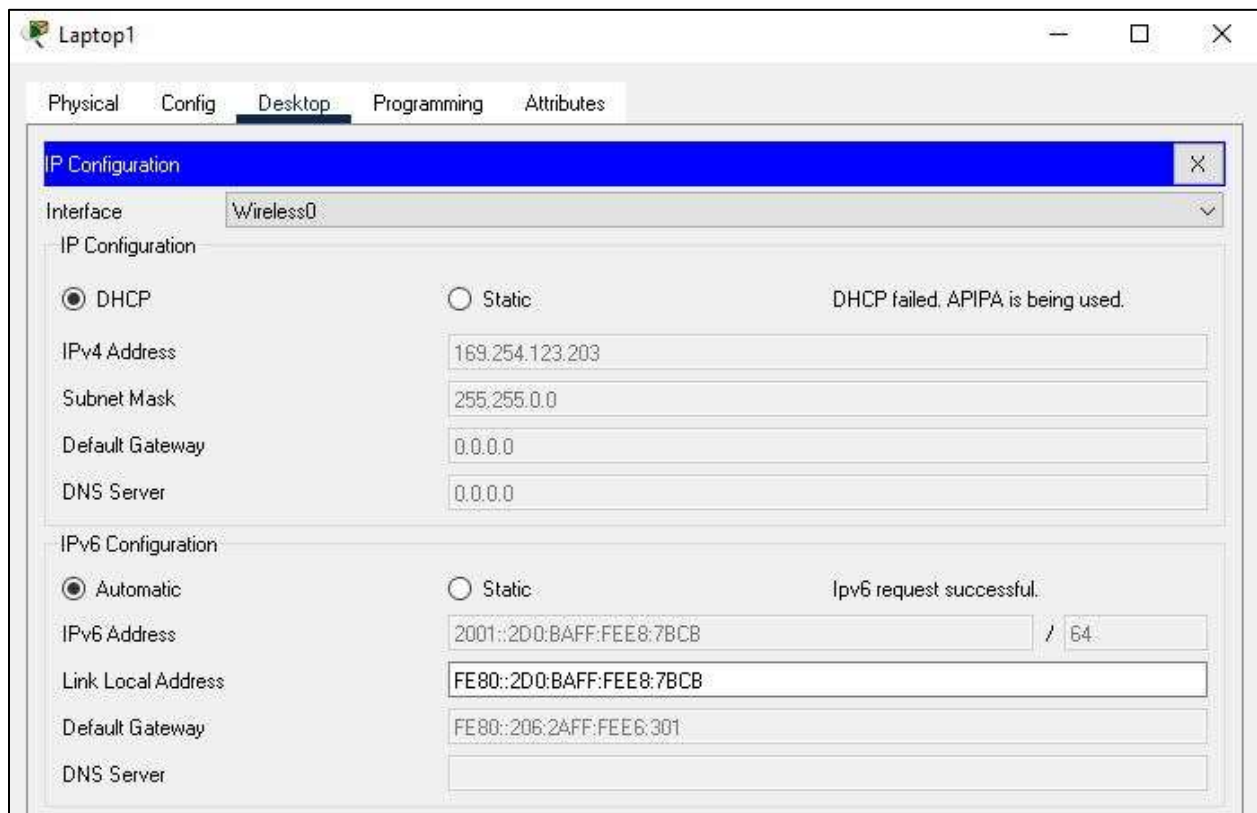 Laptop1
Physical Config Desktop Programming Attributes
IP Configuration X
Interface Wireless0
IP Configuration
DHCP Static DHCP failed. APIPA is being used.
IPv4 Address 169.254.123.203
Subnet Mask 255.255.0.0
Default Gateway 0.0.0.0
DNS Server 0.0.0.0
IPv6 Configuration
Automatic Static Ipv6 request successful.
IPv6 Address 2001::2D0:BAFF:FEE8:7BCB / 64
Link Local Address FE80::2D0:BAFF:FEE8:7BCB
Default Gateway FE80::206:2AFF:FEE6:301
DNS Server